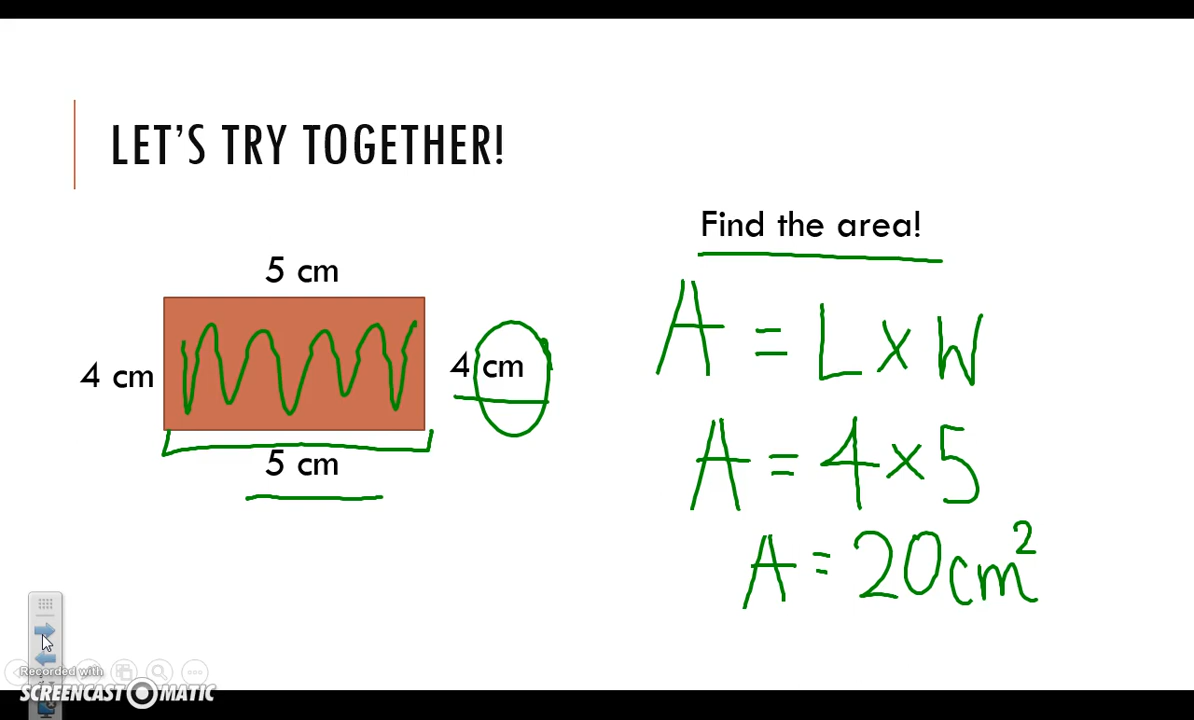 LET'S TRY TOGETHER!
Find the area!
5 cm
4 cm
4 cm
5 cm
A = L x W
A = 4 x 5
A = 20cm²
Recorded with
SCREENCAST MATIC